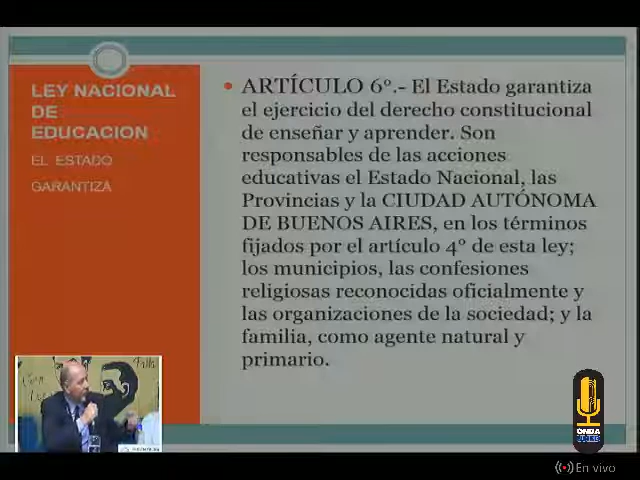 LEY NACIONAL
DE
EDUCACION
EL ESTADO
GARANTIZA
• ARTÍCULO 6º.- El Estado garantiza
el ejercicio del derecho constitucional
de enseñar y aprender. Son
responsables de las acciones
educativas el Estado Nacional, las
Provincias y la CIUDAD AUTÓNOMA
DE BUENOS AIRES, en los términos
fijados por el artículo 4º de esta ley;
los municipios, las confesiones
religiosas reconocidas oficialmente y
las organizaciones de la sociedad; y la
familia, como agente natural y
primario.
ONDA
En vivo